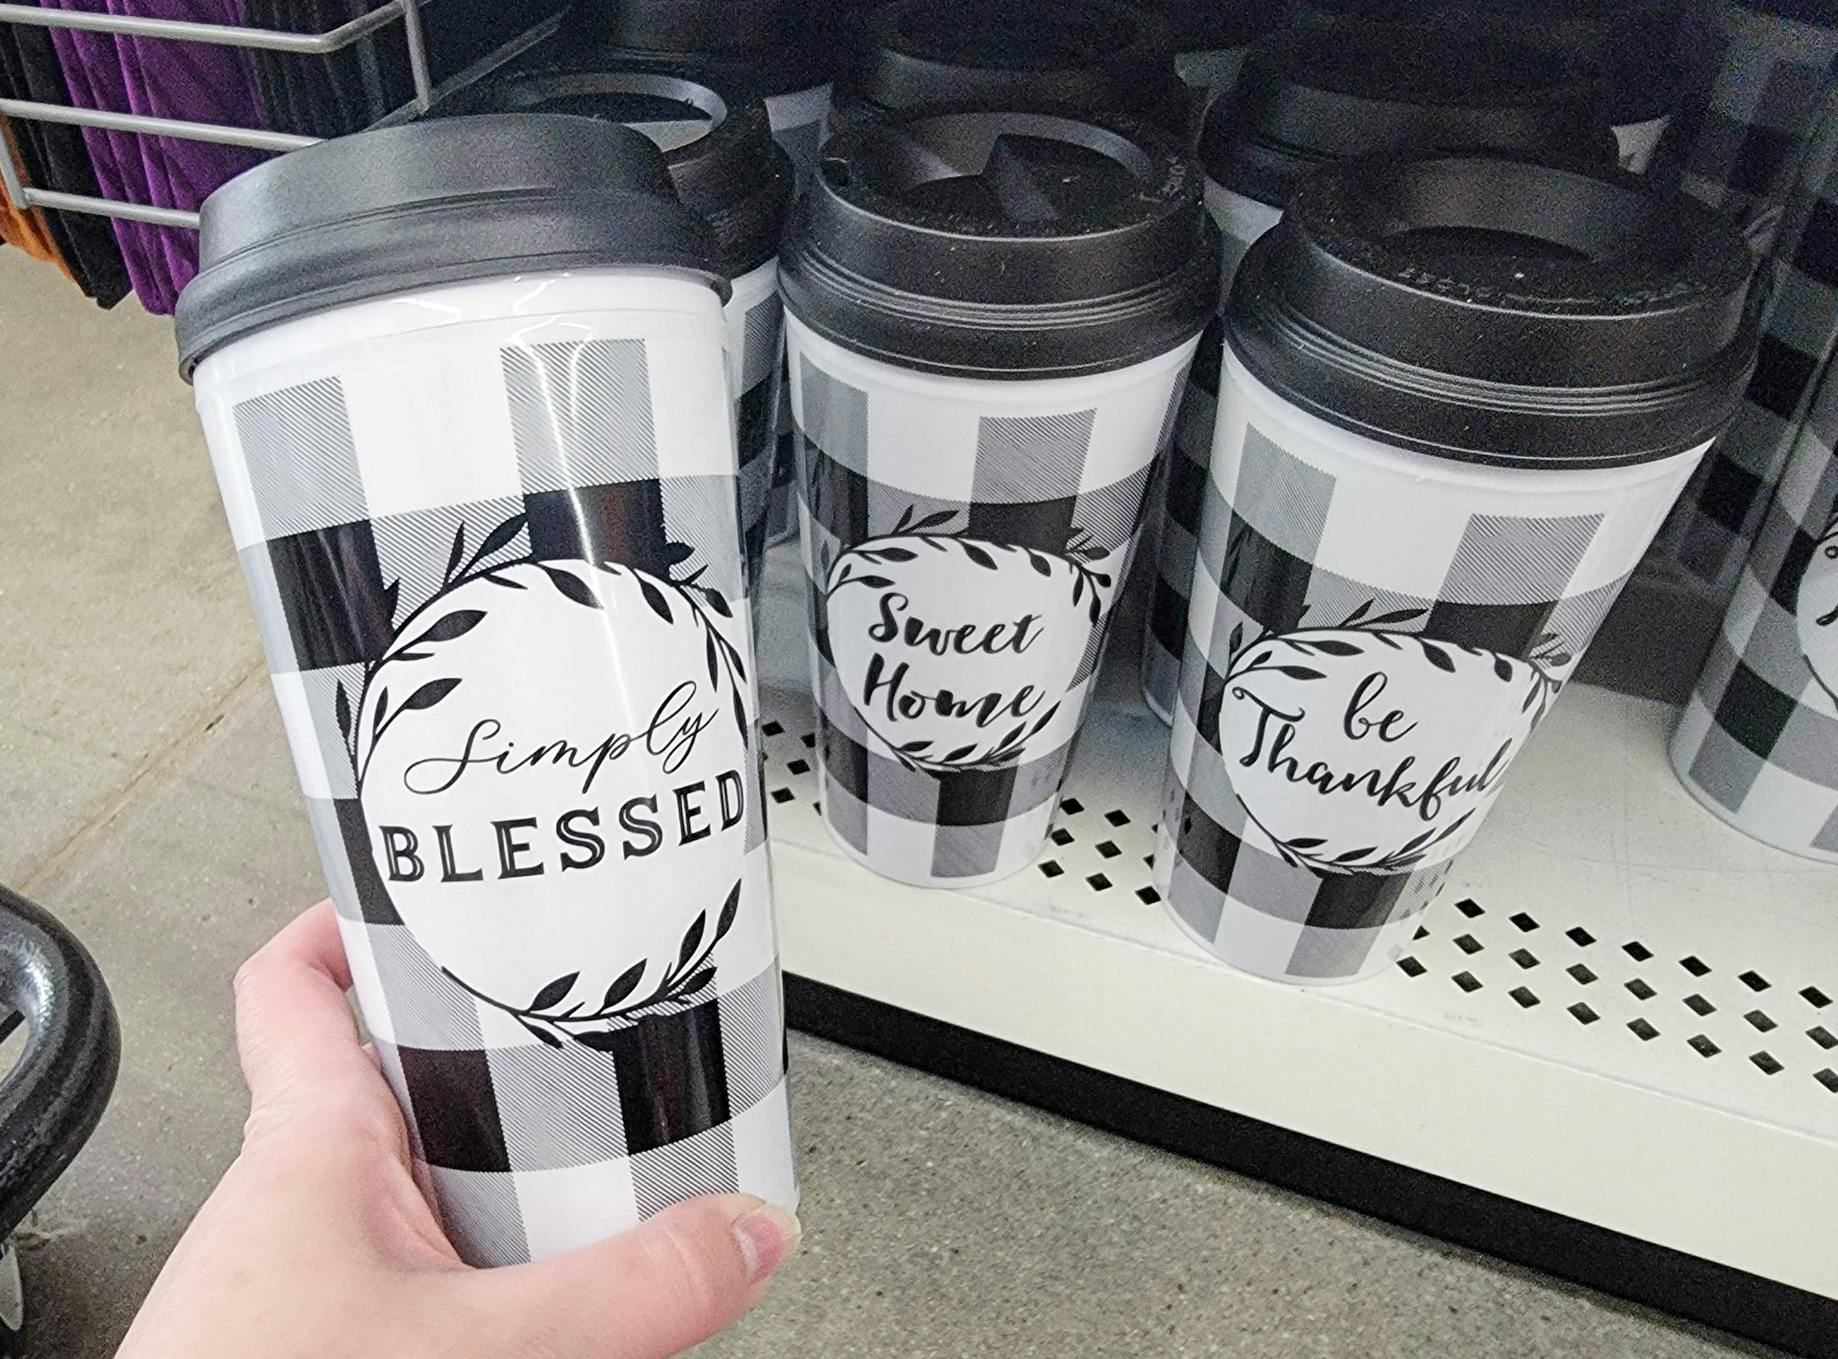 Simply
BLESSED
Sweet
Home
be
Thankful